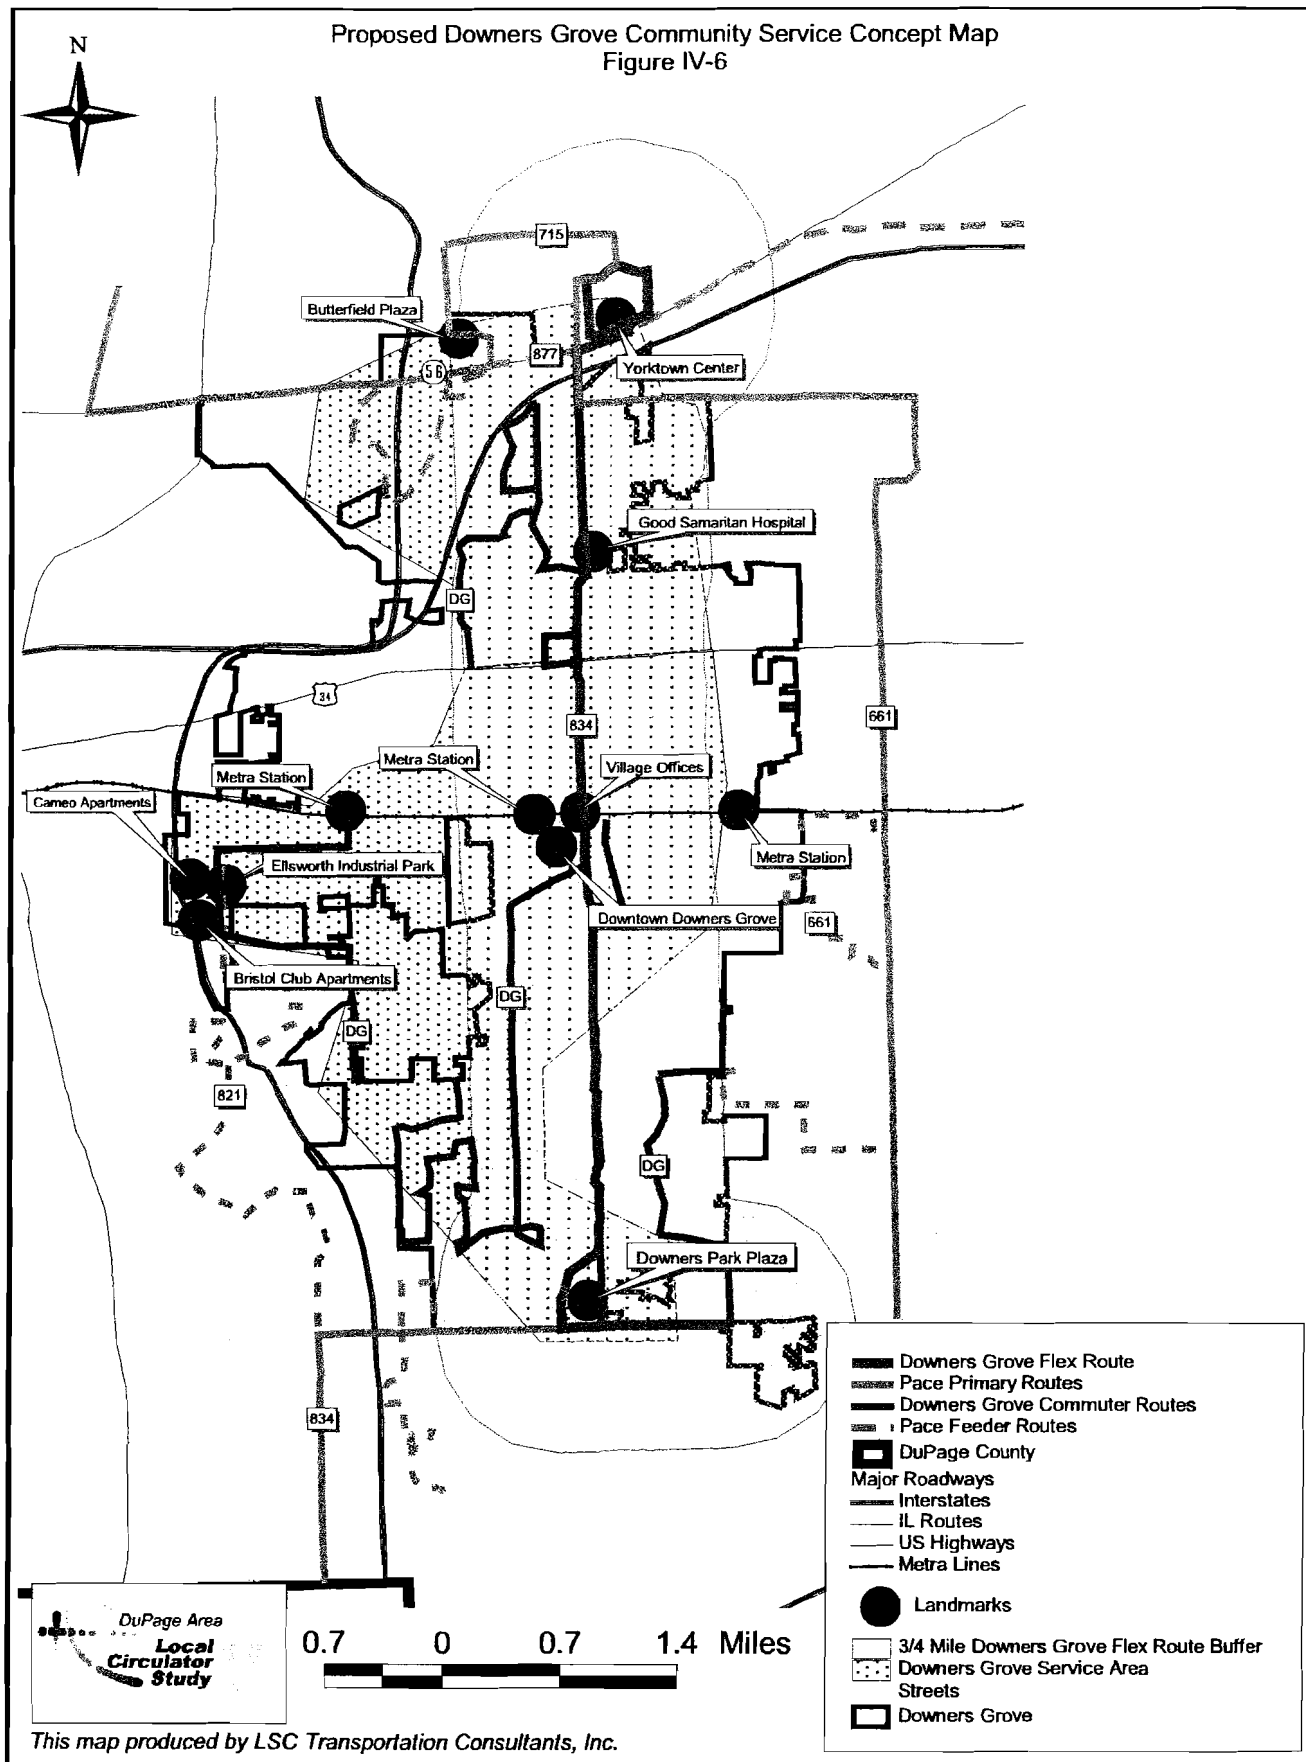 Proposed Downers Grove Community Service Concept Map
Figure IV-6
N
715
Butterfield Plaza
877
56
Yorktown Center
Good Samaritan Hospital
DG
34
834
661
Metra Station
Metra Station
Village Offices
Cameo Apartments
Ellsworth Industrial Park
Metra Station
Downtown Downers Grove
661
Bristol Club Apartments
DG
DG
821
DG
Downers Park Plaza
834
Downers Grove Flex Route
Pace Primary Routes
Downers Grove Commuter Routes
Pace Feeder Routes
DuPage County
Major Roadways
Interstates
IL Routes
US Highways
Metra Lines
Landmarks
3/4 Mile Downers Grove Flex Route Buffer
Downers Grove Service Area
Streets
Downers Grove
DuPage Area
Local
Circulator
Study
0.7 0 0.7 1.4 Miles
This map produced by LSC Transportation Consultants, Inc.